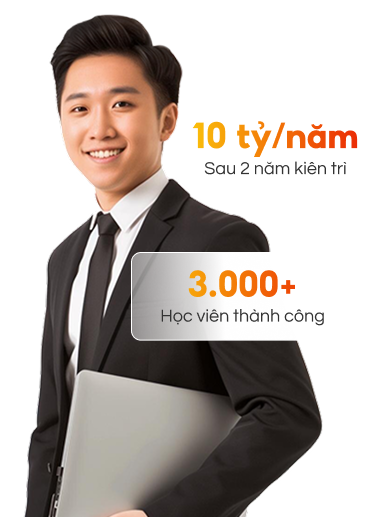 10 tỷ/năm
Sau 2 năm kiên trì
3.000+
Học viên thành công